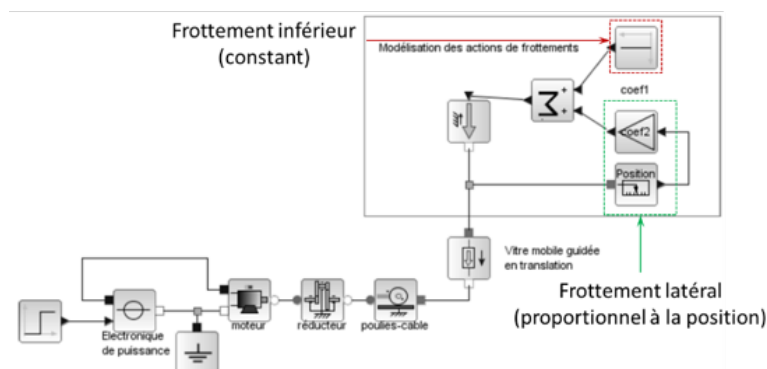 Frottement inférieur
(constant)
Modélisation des actions de frottements
coef1
Σ
+
+
coef2
Position
Vitre mobile guidée
en translation
Frottement latéral
(proportionnel à la position)
Electronique
de puissance
moteur
réducteur
poulies-cable